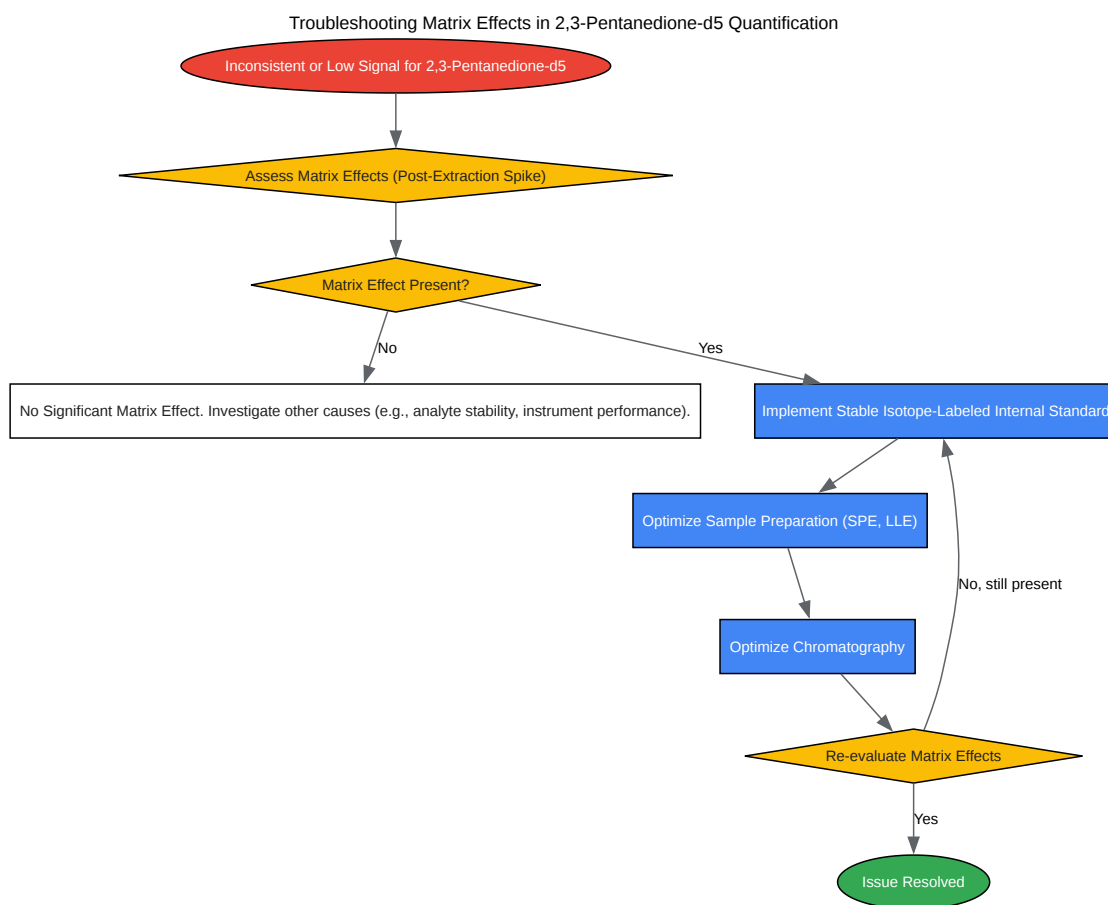 Troubleshooting Matrix Effects in 2,3-Pentanedione-d5 Quantification
Inconsistent or Low Signal for 2,3-Pentanedione-d5
Assess Matrix Effects (Post-Extraction Spike)
Matrix Effect Present?
No
Yes
No Significant Matrix Effect. Investigate other causes (e.g., analyte stability, instrument performance).
Implement Stable Isotope-Labeled Internal Standard
Optimize Sample Preparation (SPE, LLE)
No, still present
Optimize Chromatography
Re-evaluate Matrix Effects
Yes
Issue Resolved